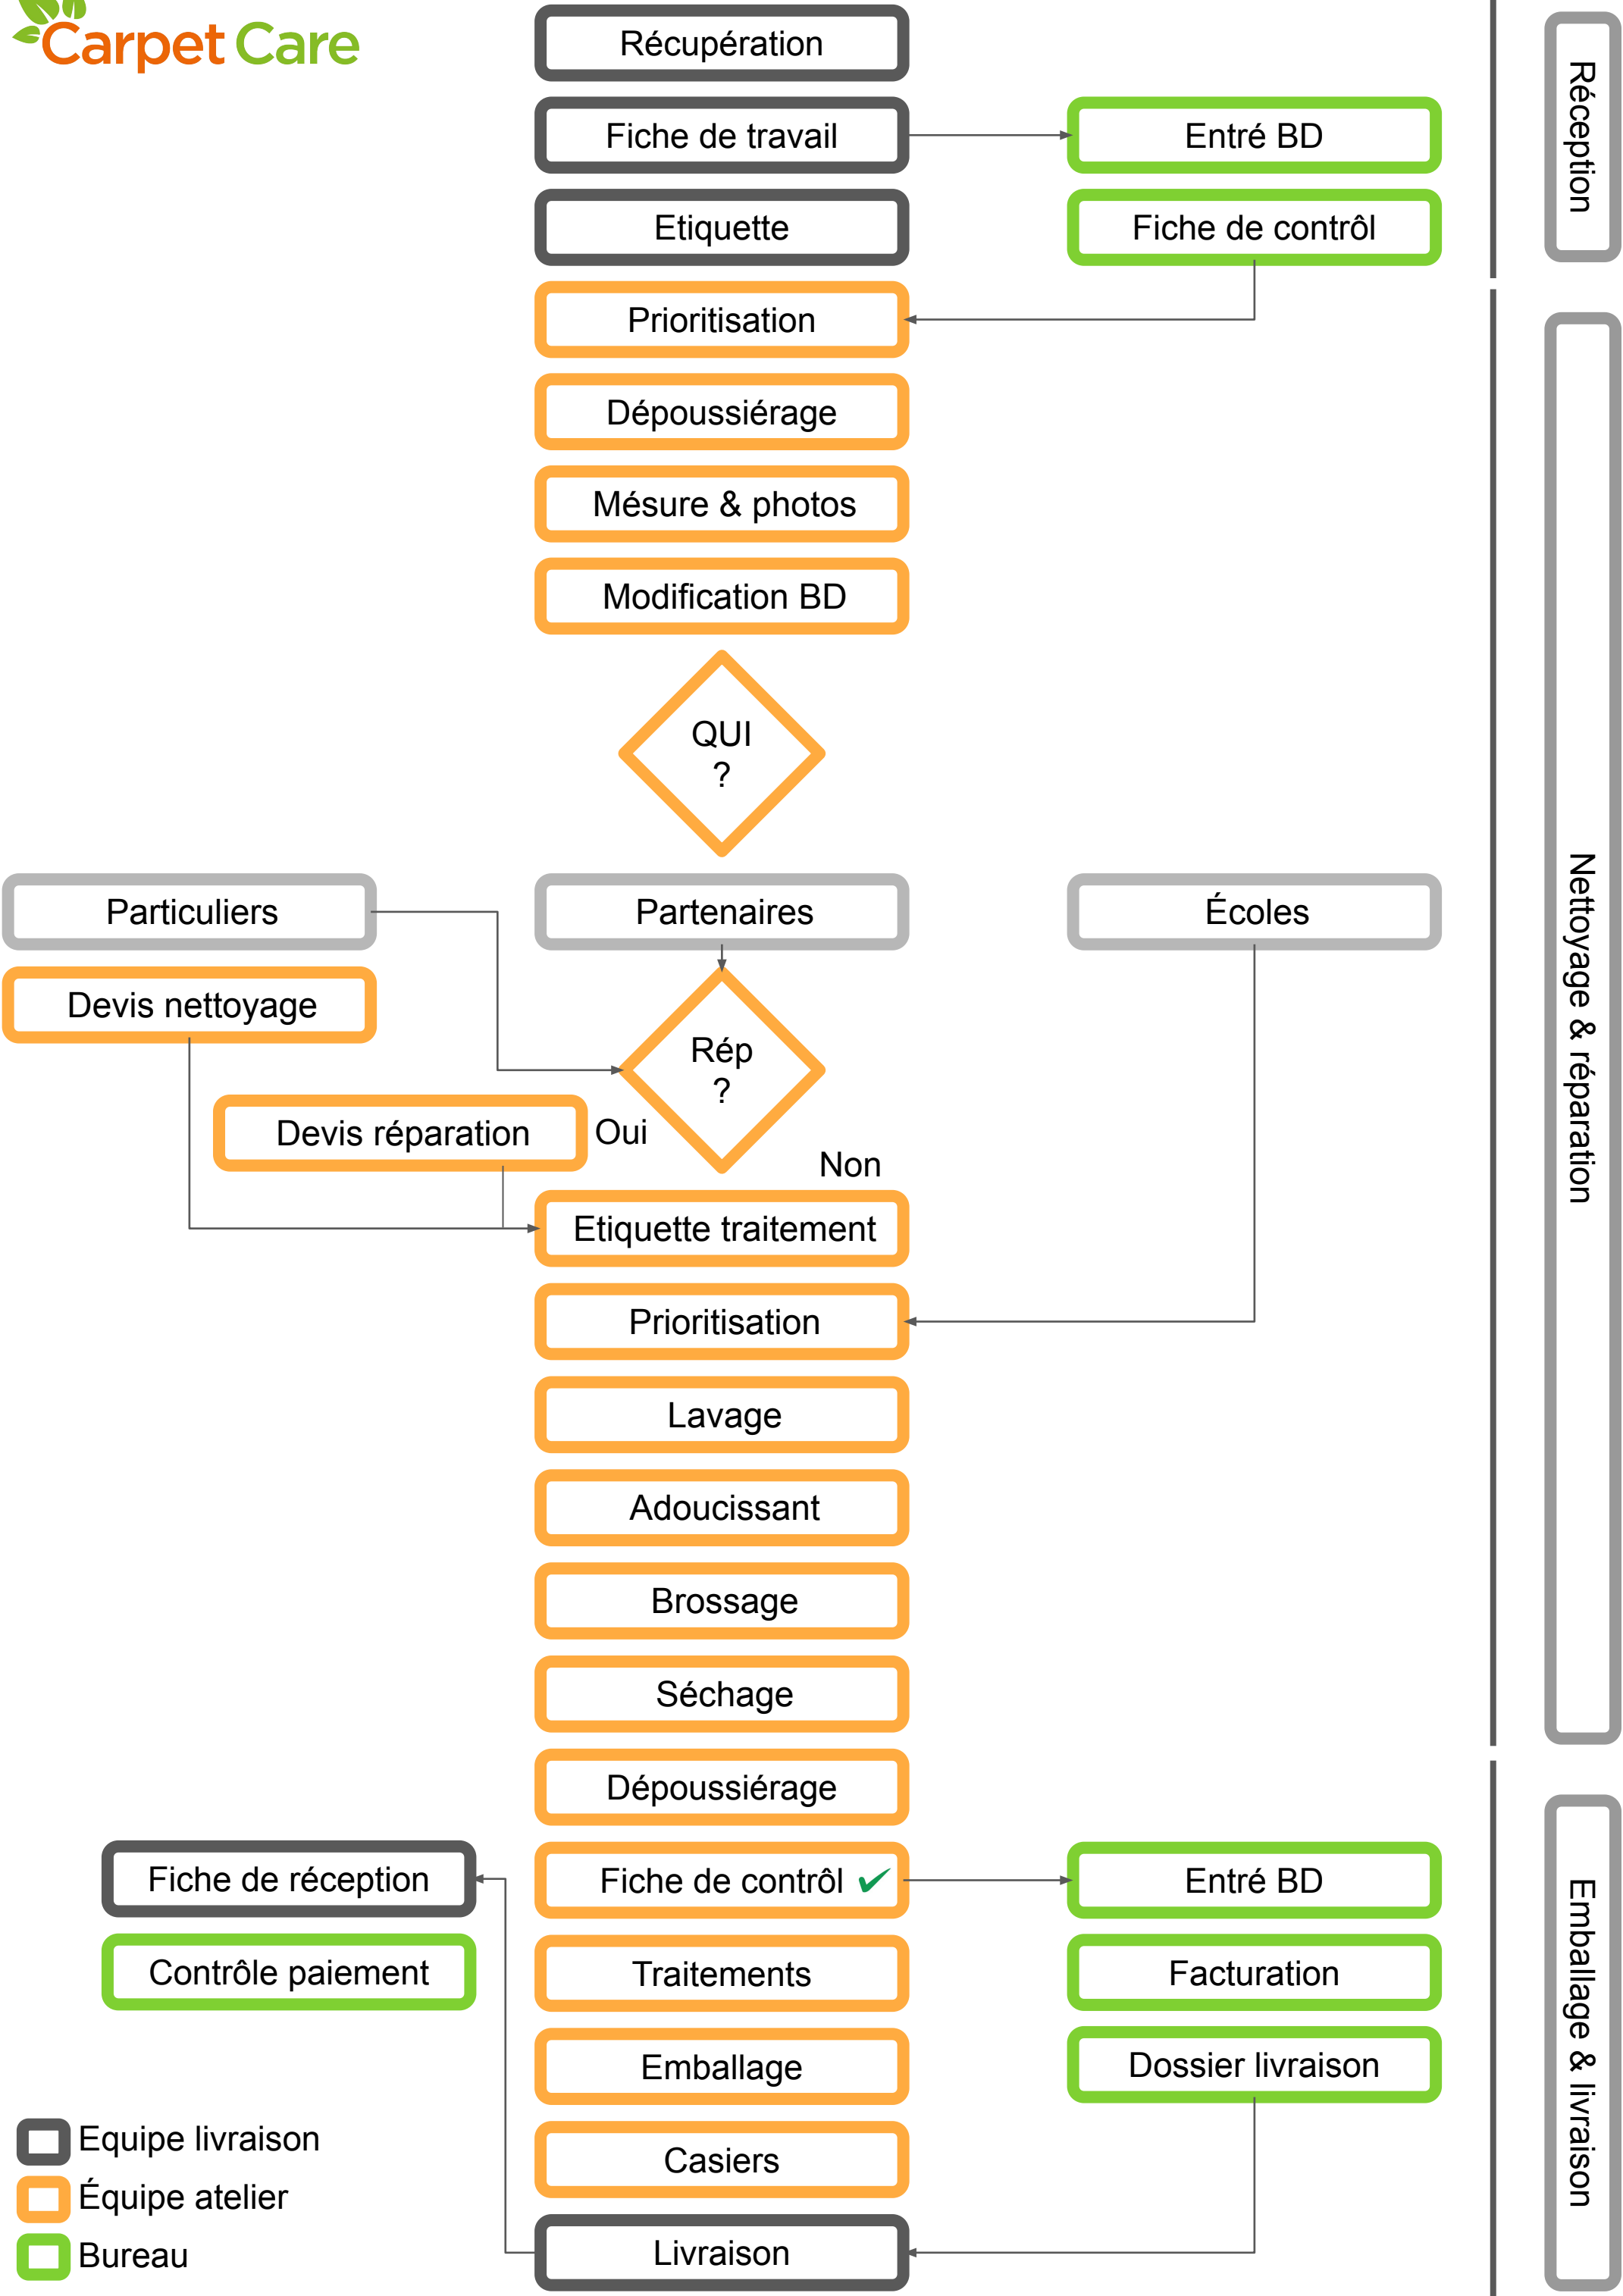 Carpet Care
Récupération
Fiche de travail
Entré BD
Etiquette
Fiche de contrôl
Réception
Prioritisation
Dépoussiérage
Mésure & photos
Modification BD
QUI
?
Particuliers
Partenaires
Écoles
Devis nettoyage
Rép
?
Devis réparation
Oui
Non
Etiquette traitement
Prioritisation
Lavage
Adoucissant
Brossage
Séchage
Dépoussiérage
Nettoyage & réparation
Fiche de réception
Fiche de contrôl ✔
Entré BD
Contrôle paiement
Traitements
Facturation
Emballage
Dossier livraison
Casiers
Livraison
Emballage & livraison
Equipe livraison
Équipe atelier
Bureau